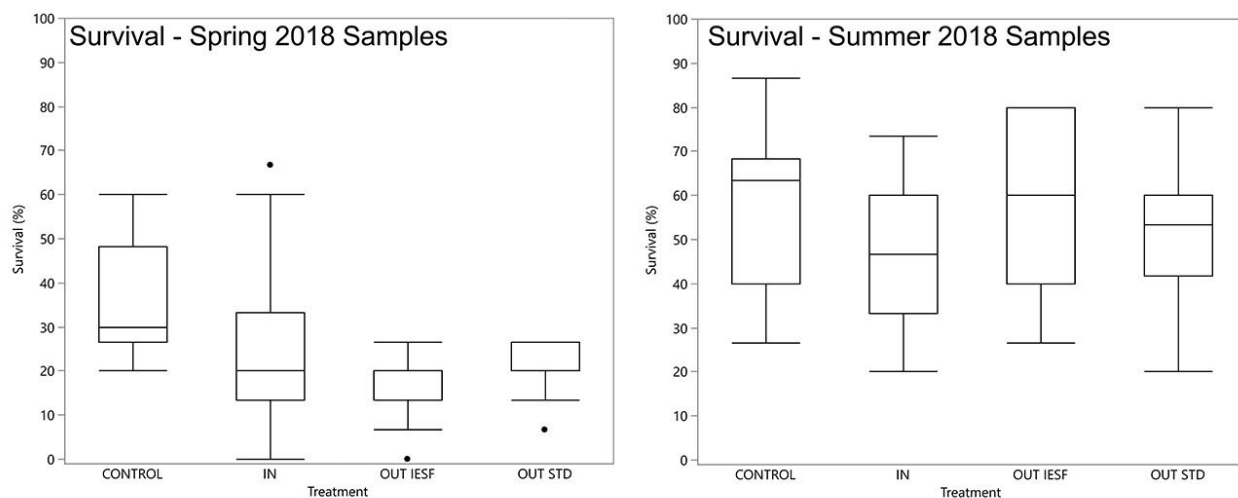 Survival - Spring 2018 Samples
100
90
80
70
60
50
40
30
20
10
0
Survival (%)
CONTROL IN OUT IESF OUT STD
Treatment
Survival - Summer 2018 Samples
100
90
80
70
60
50
40
30
20
10
0
Survival (%)
CONTROL IN OUT IESF OUT STD
Treatment